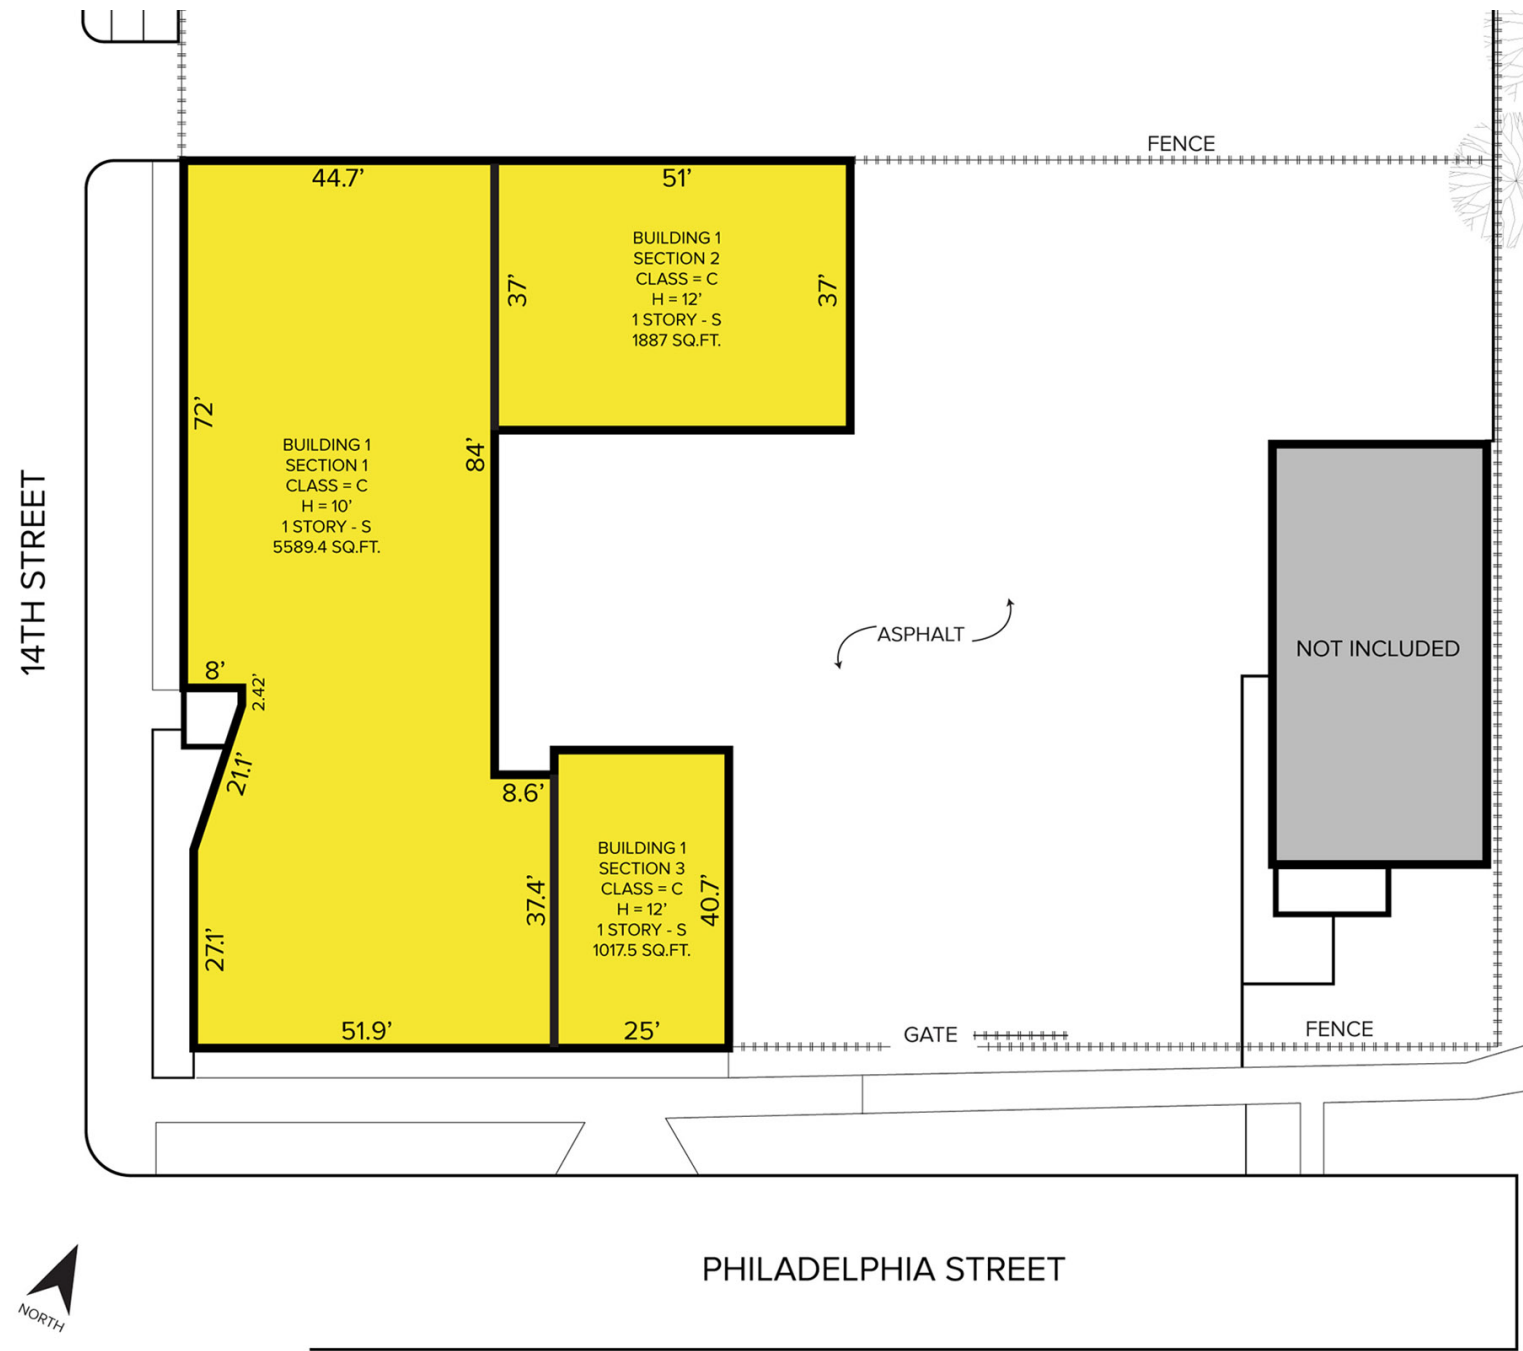 FENCE
44.7’
51’
BUILDING 1
SECTION 2
CLASS = C
H = 12’
1 STORY - S
1887 SQ.FT.
37’
37’
72’
84’
BUILDING 1
SECTION 1
CLASS = C
H = 10’
1 STORY - S
5589.4 SQ.FT.
14TH STREET
ASPHALT
NOT INCLUDED
8’
2.42’
21.1’
8.6’
BUILDING 1
SECTION 3
CLASS = C
H = 12’
1 STORY - S
1017.5 SQ.FT.
37.4’
40.7’
27.1’
51.9’
25’
GATE
FENCE
PHILADELPHIA STREET
NORTH